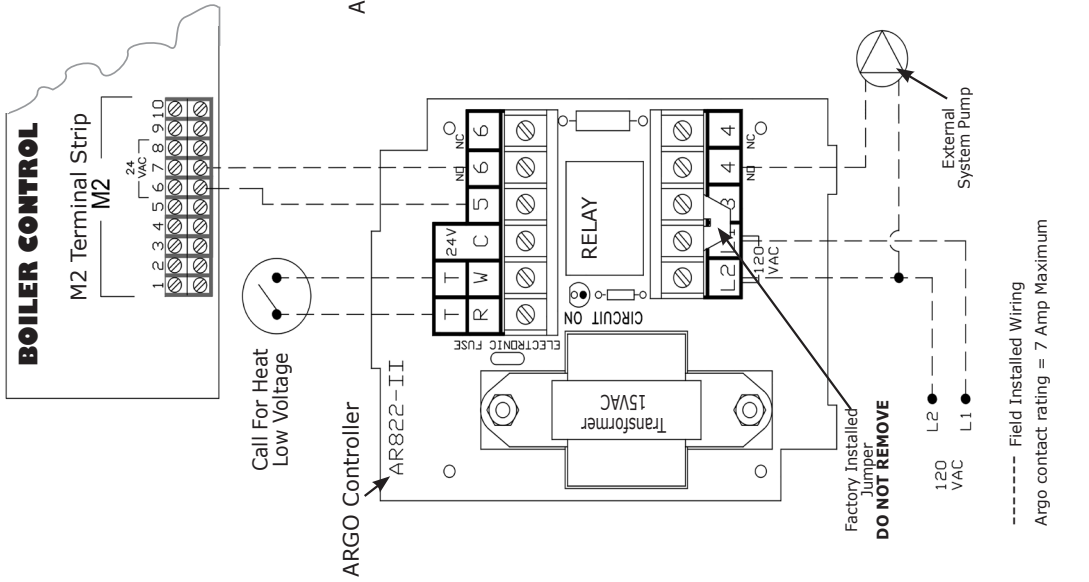 BOILER CONTROL
M2 Terminal Strip
M2
24
VAC
1 2 3 4 5 6 7 8 9 10
A
Call For Heat
Low Voltage
ARGO Controller
AR822-II
T T 24V
R W C 5 6 6
NO NC
ELECTRONIC FUSE
CIRCUIT ON
RELAY
Transformer
15VAC
L2 L1 3 4 4
NO NC
120
VAC
Factory Installed
Jumper
DO NOT REMOVE
External
System Pump
120
VAC
L2
L1
------ Field Installed Wiring
Argo contact rating = 7 Amp Maximum